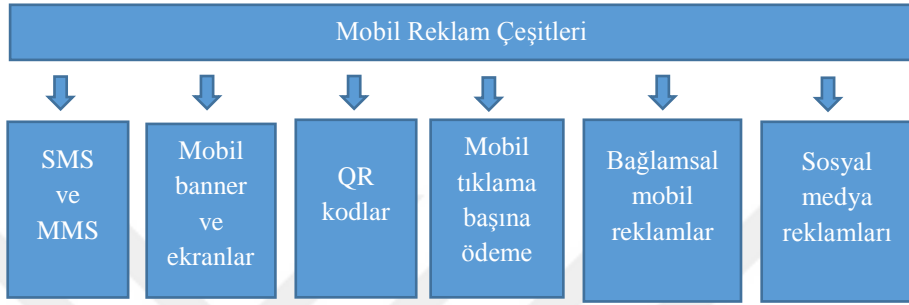 Mobil Reklam Çeşitleri
SMS
ve
MMS
Mobil
banner
ve
ekranlar
QR
kodlar
Mobil
tıklama
başına
ödeme
Bağlamsal
mobil
reklamlar
Sosyal
medya
reklamları